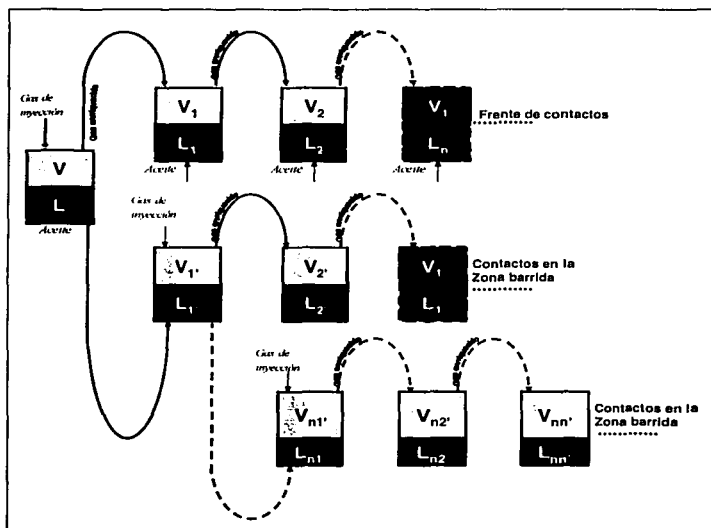 Gas de
inyección
V
L
Aceite
V1
L1
Aceite
V2
L2
Aceite
V1
Ln
Aceite
Frente de contactos
Gas de
inyección
V1'
L1
V2'
L2
V1
L1
Contactos en la
Zona barrida
Gas de
inyección
Vn1'
Ln1
Vn2'
Ln2
Vnn'
Lnn'
Contactos en la
Zona barrida